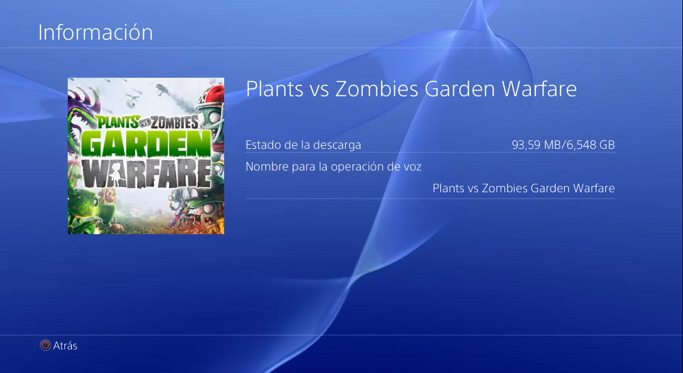 Información
PLANTS VS ZOMBIES
GARDEN
WARFARE
Plants vs Zombies Garden Warfare
Estado de la descarga 93,59 MB/6,548 GB
Nombre para la operación de voz
Plants vs Zombies Garden Warfare
Atrás